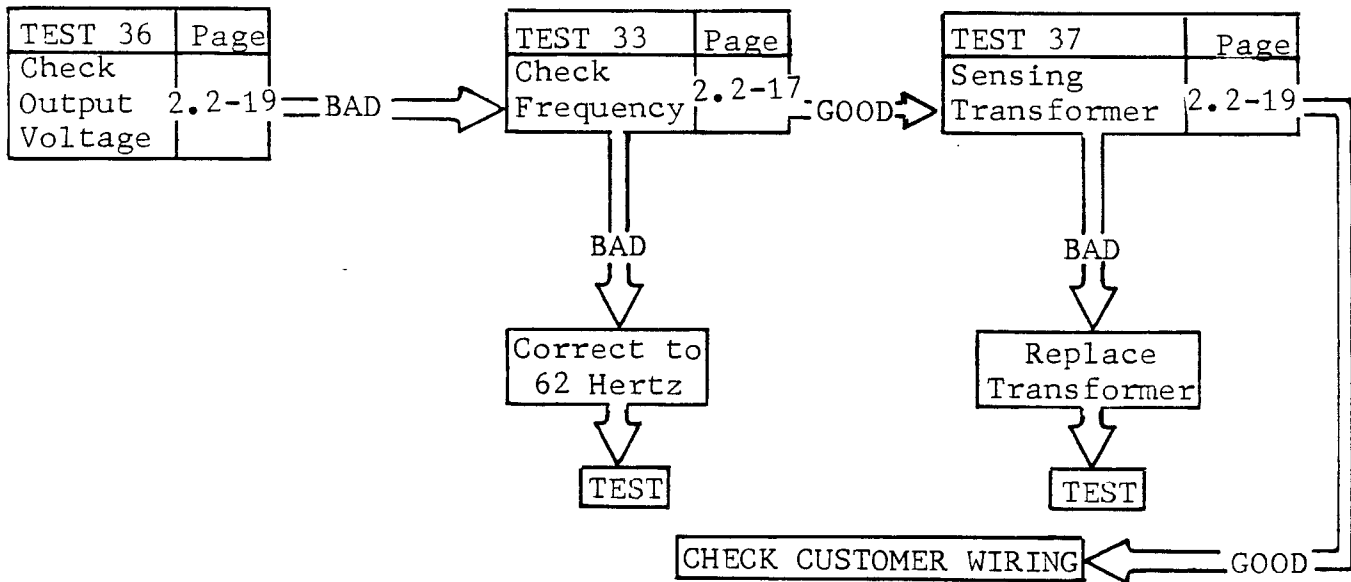 TEST 36 Page
Check
Output 2.2-19
Voltage
BAD
TEST 33 Page
Check
Frequency 2.2-17
GOOD
TEST 37 Page
Sensing
Transformer 2.2-19
BAD
Correct to
62 Hertz
TEST
BAD
Replace
Transformer
TEST
GOOD
CHECK CUSTOMER WIRING